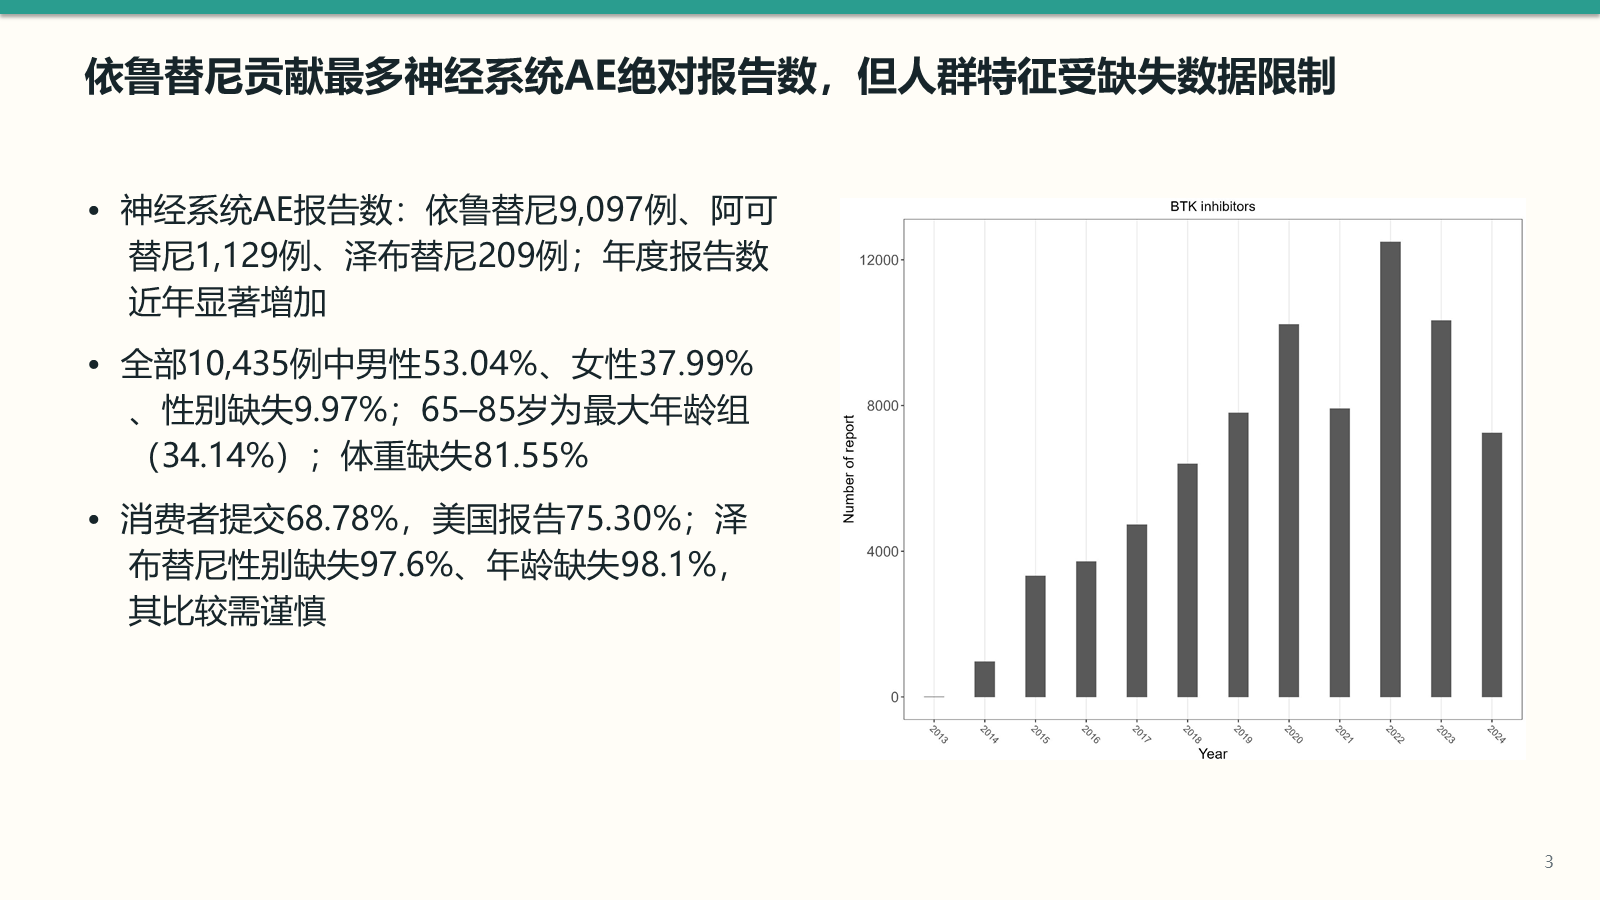 依鲁替尼贡献最多神经系统AE绝对报告数，但人群特征受缺失数据限制
• 神经系统AE报告数：依鲁替尼9,097例、阿可
替尼1,129例、泽布替尼209例；年度报告数
近年显著增加
• 全部10,435例中男性53.04%、女性37.99%
、性别缺失9.97%；65–85岁为最大年龄组
（34.14%）；体重缺失81.55%
• 消费者提交68.78%，美国报告75.30%；泽
布替尼性别缺失97.6%、年龄缺失98.1%，
其比较需谨慎
BTK inhibitors
12000
8000
4000
0
Number of report
2013 2014 2015 2016 2017 2018 2019 2020 2021 2022 2023 2024
Year
3